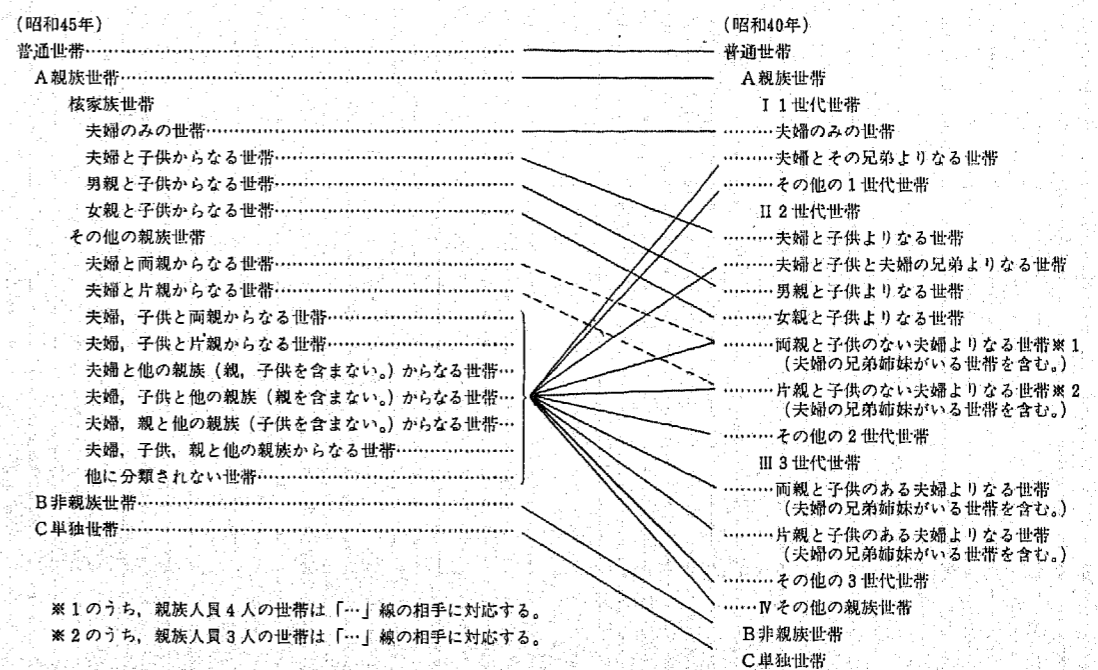 (昭和45年)
普通世帯
A親族世帯
核家族世帯
夫婦のみの世帯
夫婦と子供からなる世帯
男親と子供からなる世帯
女親と子供からなる世帯
その他の親族世帯
夫婦と両親からなる世帯
夫婦と片親からなる世帯
夫婦,子供と両親からなる世帯
夫婦,子供と片親からなる世帯
夫婦と他の親族(親,子供を含まない。)からなる世帯
夫婦,子供と他の親族(親を含まない。)からなる世帯
夫婦,親と他の親族(子供を含まない。)からなる世帯
夫婦,子供,親と他の親族からなる世帯
他に分類されない世帯
B非親族世帯
C単独世帯
※1のうち,親族人員4人の世帯は「…」線の相手に対応する。
※2のうち,親族人員3人の世帯は「…」線の相手に対応する。
(昭和40年)
普通世帯
A親族世帯
Ⅰ 1世代世帯
夫婦のみの世帯
夫婦とその兄弟よりなる世帯
その他の1世代世帯
Ⅱ 2世代世帯
夫婦と子供よりなる世帯
夫婦と子供と夫婦の兄弟よりなる世帯
男親と子供よりなる世帯
女親と子供よりなる世帯
両親と子供のない夫婦よりなる世帯※1
(夫婦の兄弟姉妹がいる世帯を含む。)
片親と子供のない夫婦よりなる世帯※2
(夫婦の兄弟姉妹がいる世帯を含む。)
その他の2世代世帯
Ⅲ 3世代世帯
両親と子供のある夫婦よりなる世帯
(夫婦の兄弟姉妹がいる世帯を含む。)
片親と子供のある夫婦よりなる世帯
(夫婦の兄弟姉妹がいる世帯を含む。)
その他の3世代世帯
Ⅳその他の親族世帯
B非親族世帯
C単独世帯